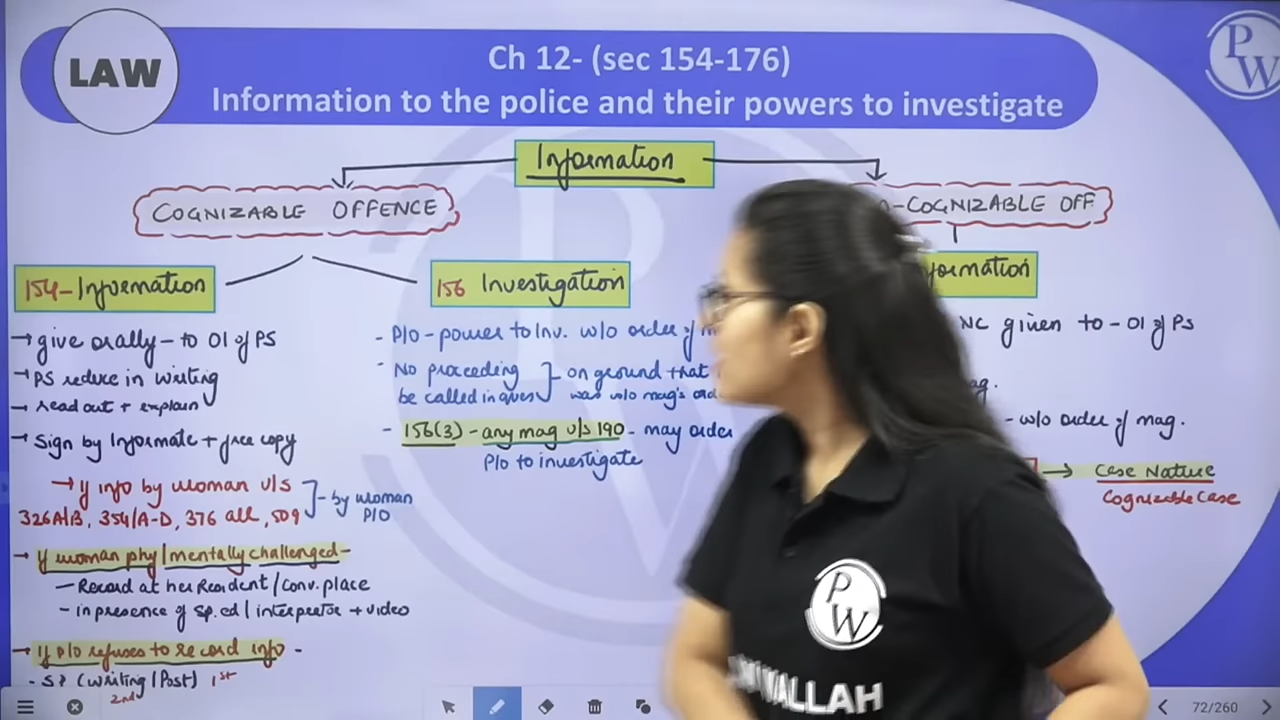 LAW
Ch 12- (sec 154-176)
Information to the police and their powers to investigate
PW
Information
COGNIZABLE OFFENCE
-COGNIZABLE OFF
154-Information
→ give orally - to OI of PS
→ PS reduce in writing
→ read out + explain
→ Sign by Informate + free copy
→ If info by woman u/s
326A/B, 354/A-D, 376 all, 509
- by woman
P/O
→ If woman phy/mentally challenged -
- Record at her Resident/Conv. place
- in presence of sp. ed/interpretor + video
→ If P/O refuses to record info -
- SP (writing/Post) 1st
2nd
156 Investigation
- P/O - power to Inv. w/o order of
- No proceeding
be called in ques
on ground that
was w/o mag's
- 156(3) - any mag u/s 190 - may order
P/O to investigate
NC given to - OI of PS
ag.
- w/o order of mag.
→ Case Nature
Cognizable Case
PW
WALLAH
72/260